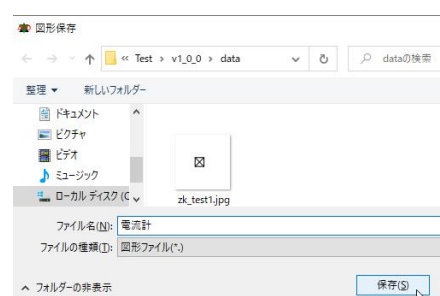 図形保存
« Test › v1_0_0 › data
dataの検索
整理 新しいフォルダー
ドキュメント
ピクチャ
ビデオ
ミュージック
ローカル ディスク (C
zk_test1.jpg
ファイル名(N): 電流計
ファイルの種類(T): 図形ファイル(*.)
フォルダーの非表示
保存(S)